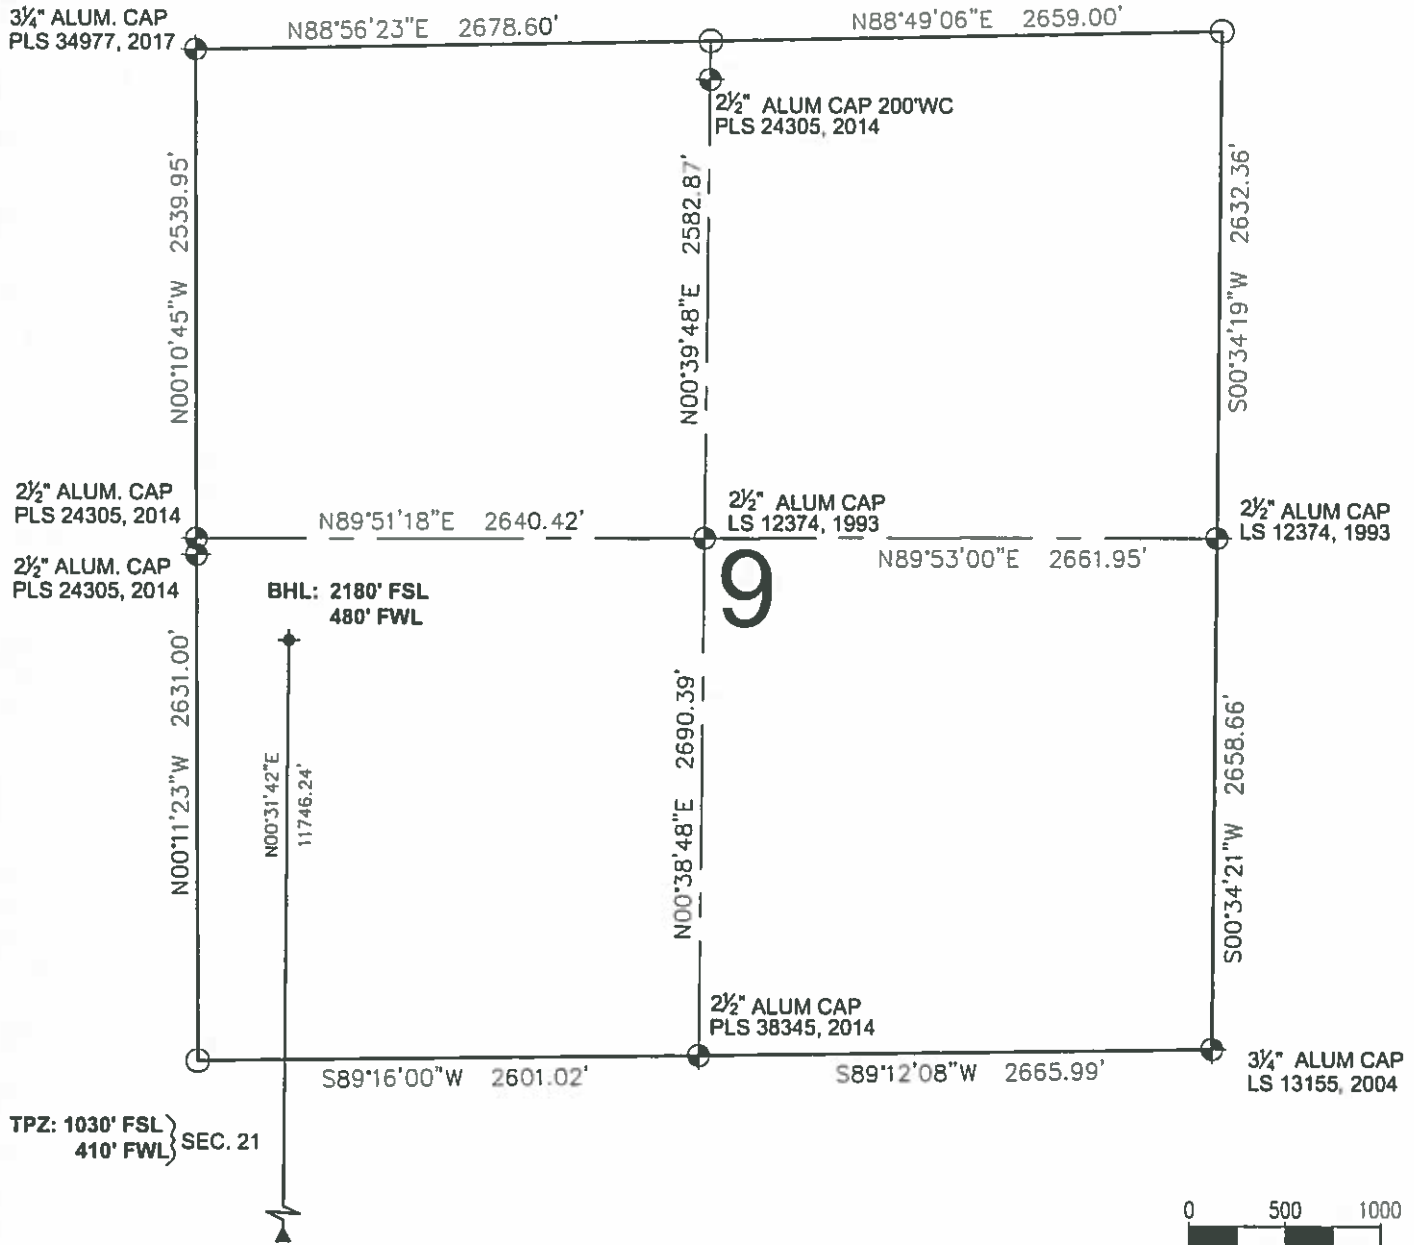 3¼" ALUM. CAP
PLS 34977, 2017
N88°56'23"E 2678.60'
N88°49'06"E 2659.00'
2½" ALUM CAP 200'WC
PLS 24305, 2014
N00°10'45"W 2539.95'
N00°39'48"E 2582.87'
S00°34'19"W 2632.36'
2½" ALUM. CAP
PLS 24305, 2014
N89°51'18"E 2640.42'
2½" ALUM CAP
LS 12374, 1993
2½" ALUM CAP
LS 12374, 1993
N89°53'00"E 2661.95'
2½" ALUM. CAP
PLS 24305, 2014
9
BHL: 2180' FSL
480' FWL
N00°11'23"W 2631.00'
N00°31'42"E
11746.24'
N00°38'48"E 2690.39'
S00°34'21"W 2658.66'
2½" ALUM CAP
PLS 38345, 2014
S89°16'00"W 2601.02'
S89°12'08"W 2665.99'
3¼" ALUM CAP
LS 13155, 2004
TPZ: 1030' FSL
410' FWL
SEC. 21
0 500 1000